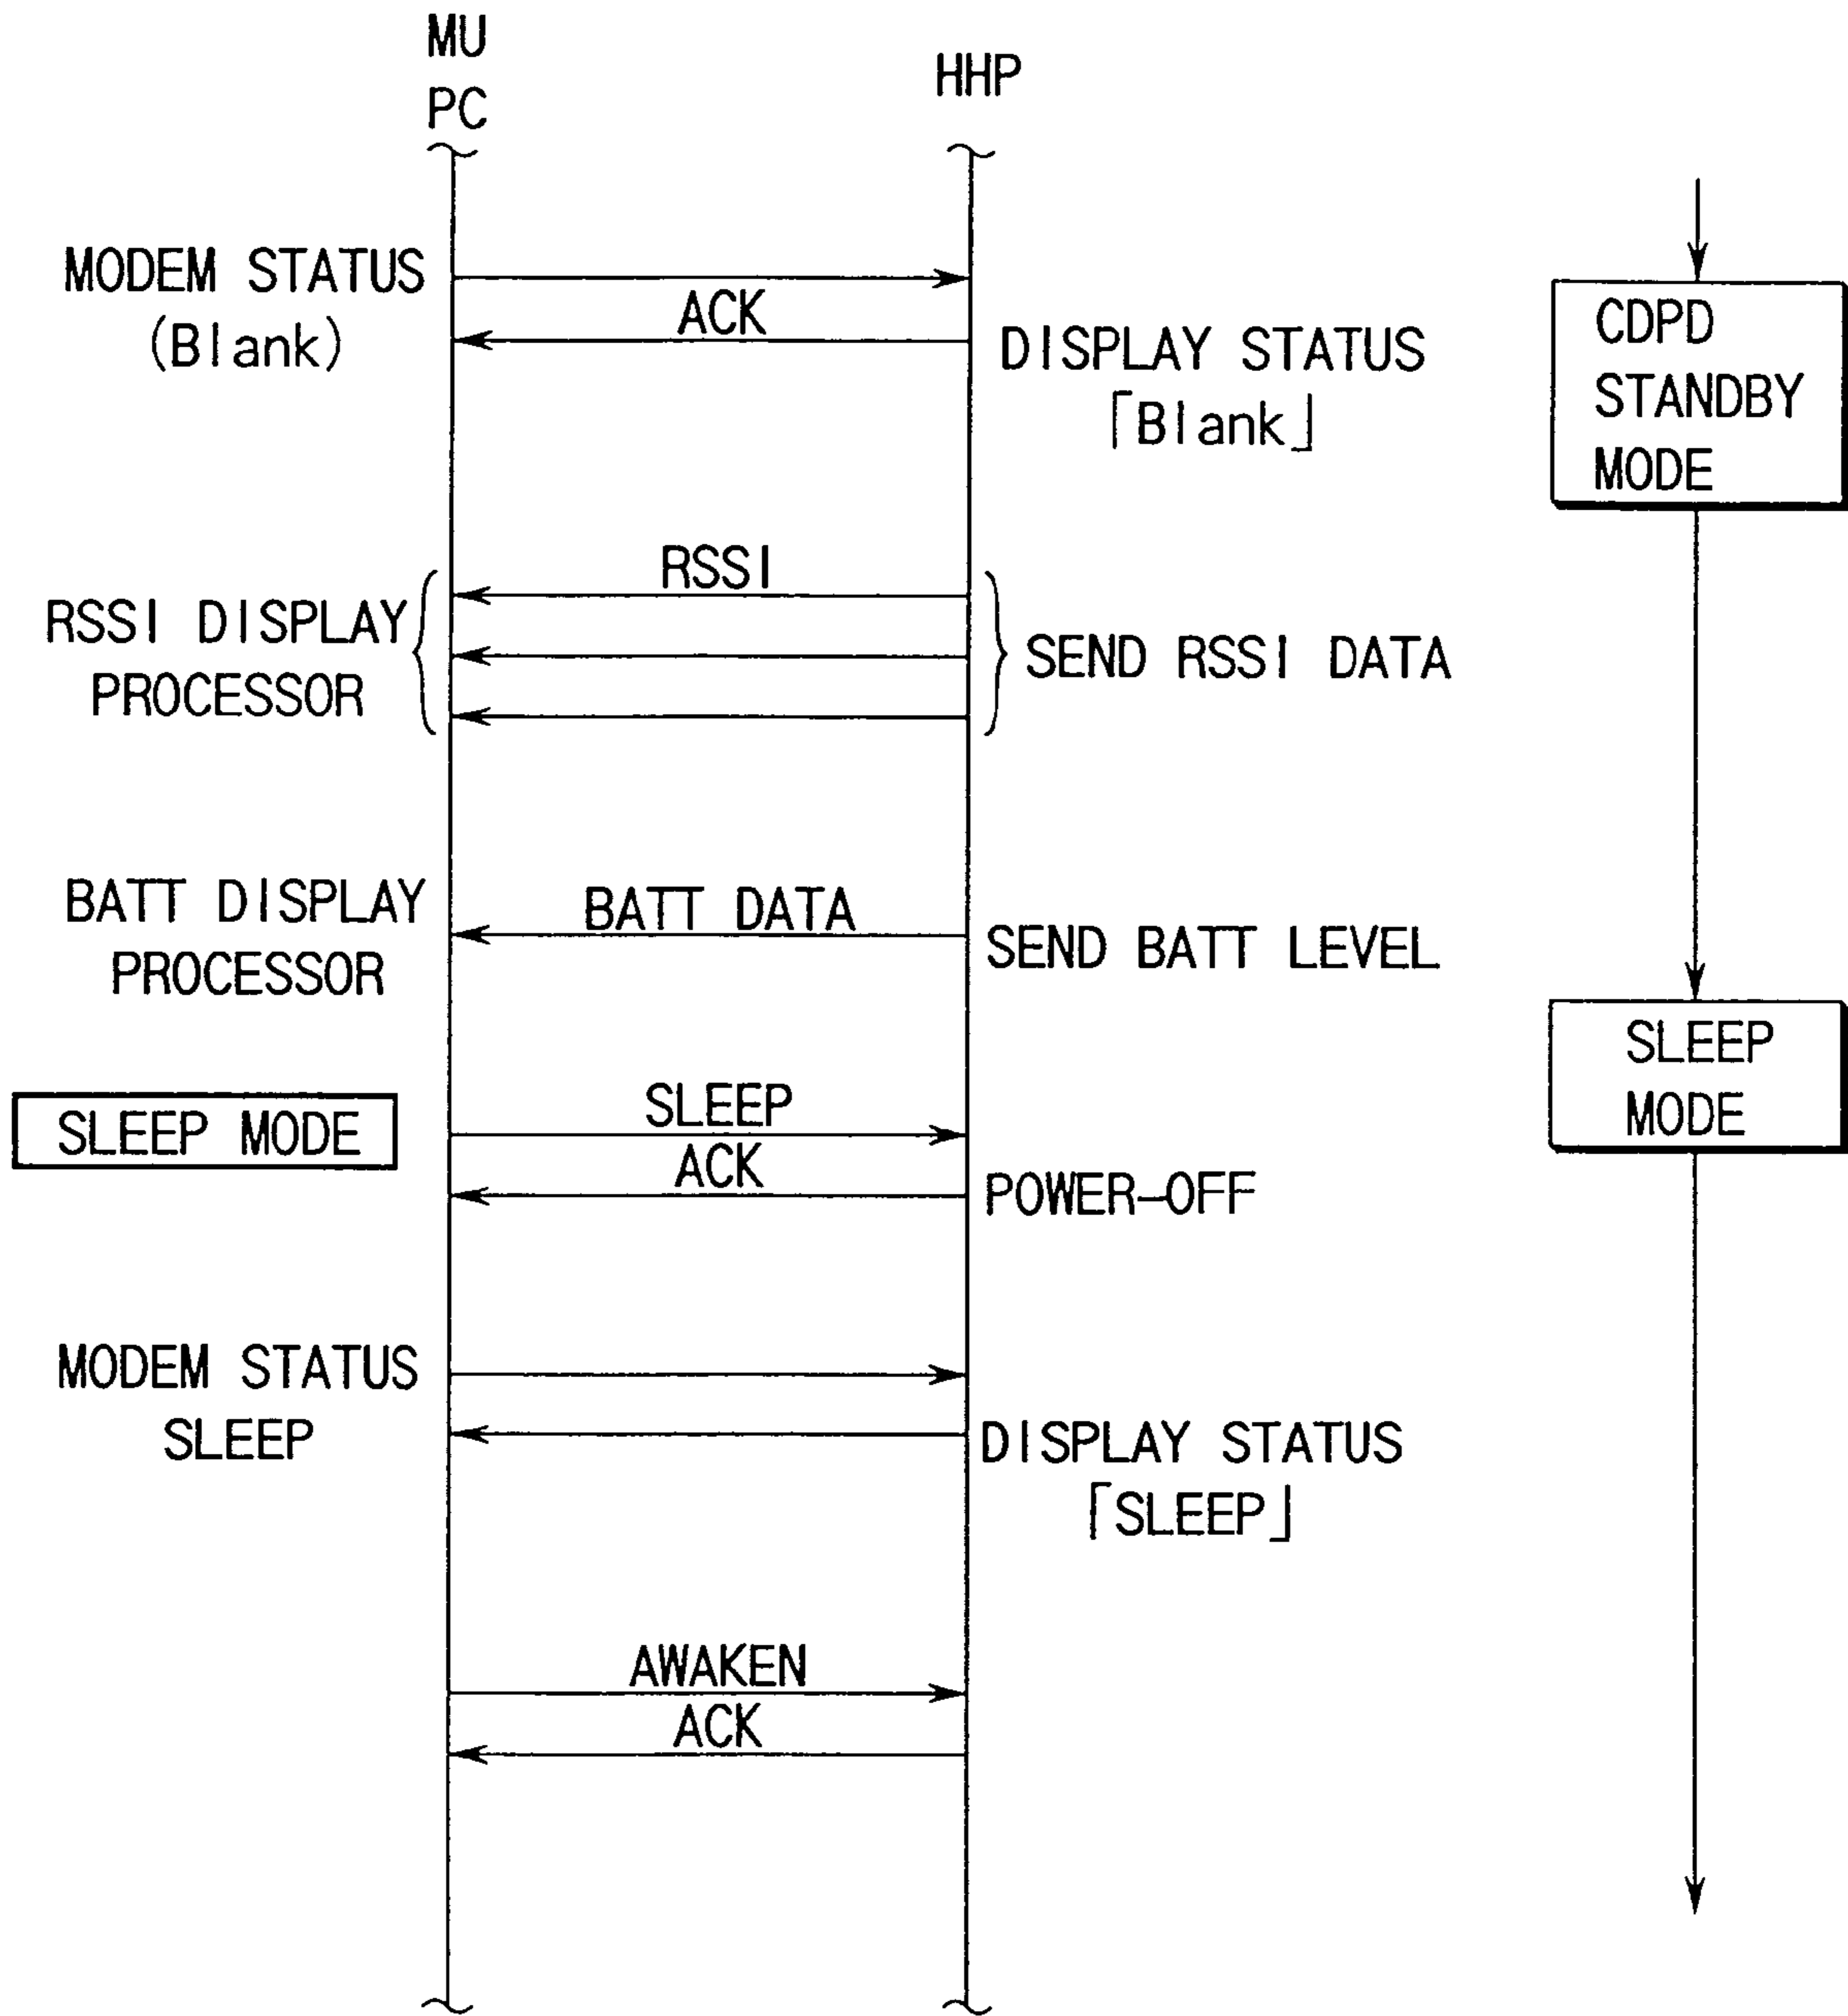 MU
PC
HHP
MODEM STATUS
(Blank)
ACK
DISPLAY STATUS
「Blank」
CDPD
STANDBY
MODE
RSSI
RSSI DISPLAY
PROCESSOR
SEND RSSI DATA
BATT DISPLAY
PROCESSOR
BATT DATA
SEND BATT LEVEL
SLEEP
MODE
SLEEP MODE
SLEEP
ACK
POWER-OFF
MODEM STATUS
SLEEP
DISPLAY STATUS
「SLEEP」
AWAKEN
ACK